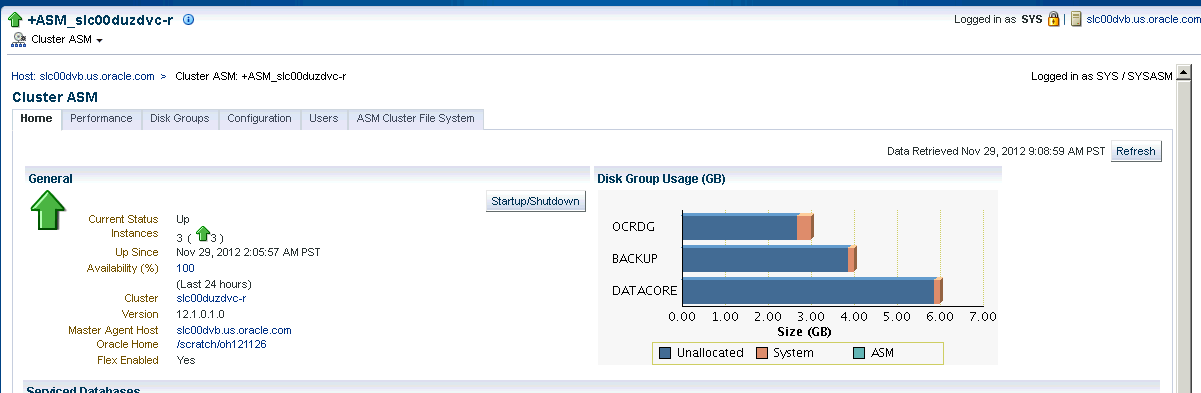 +ASM_slc00duzdvc-r
Logged in as SYS
slc00dvb.us.oracle.com
Cluster ASM
Host: slc00dvb.us.oracle.com > Cluster ASM: +ASM_slc00duzdvc-r
Logged in as SYS / SYSASM
Cluster ASM
Home Performance Disk Groups Configuration Users ASM Cluster File System
Data Retrieved Nov 29, 2012 9:08:59 AM PST Refresh
General
Startup/Shutdown
Current Status Up
Instances 3 ( 3 )
Up Since Nov 29, 2012 2:05:57 AM PST
Availability (%) 100
(Last 24 hours)
Cluster slc00duzdvc-r
Version 12.1.0.1.0
Master Agent Host slc00dvb.us.oracle.com
Oracle Home /scratch/oh121126
Flex Enabled Yes
Disk Group Usage (GB)
OCRDG
BACKUP
DATACORE
0.00 1.00 2.00 3.00 4.00 5.00 6.00 7.00
Size (GB)
Unallocated System ASM
Serviced Databases